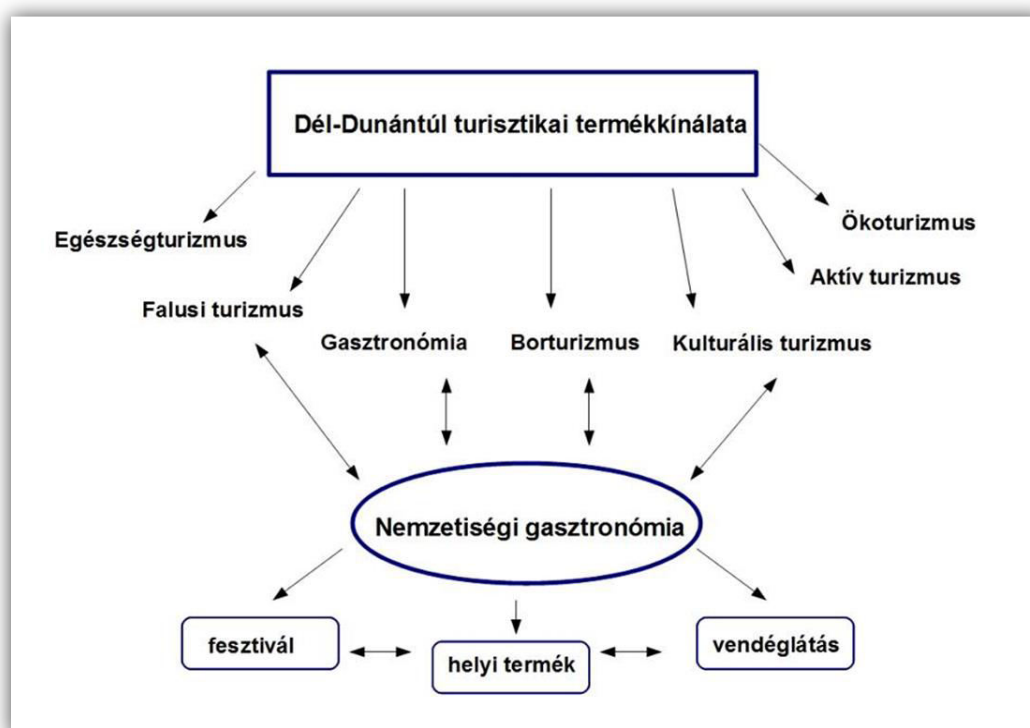 Dél-Dunántúl turisztikai termékkínálata
Egészségturizmus
Ökoturizmus
Aktív turizmus
Falusi turizmus
Gasztronómia
Borturizmus
Kulturális turizmus
Nemzetiségi gasztronómia
fesztivál
helyi termék
vendéglátás